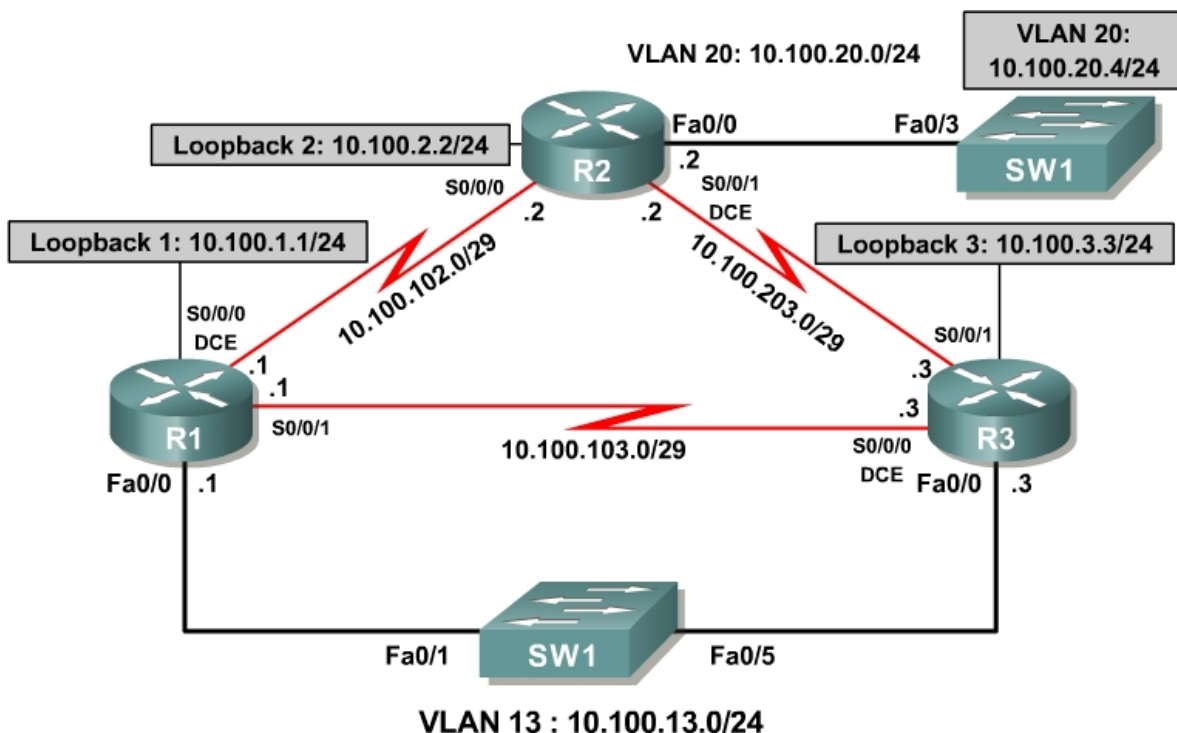 VLAN 20: 10.100.20.0/24
VLAN 20:
10.100.20.4/24
Fa0/0
Fa0/3
Loopback 2: 10.100.2.2/24
R2
.2
SW1
S0/0/0
S0/0/1
DCE
.2
.2
Loopback 1: 10.100.1.1/24
10.100.102.0/29
10.100.203.0/29
Loopback 3: 10.100.3.3/24
S0/0/0
DCE
S0/0/1
.1
.1
.3
.3
R1
S0/0/1
10.100.103.0/29
S0/0/0
DCE
R3
Fa0/0
.1
Fa0/0
.3
Fa0/1
SW1
Fa0/5
VLAN 13 : 10.100.13.0/24